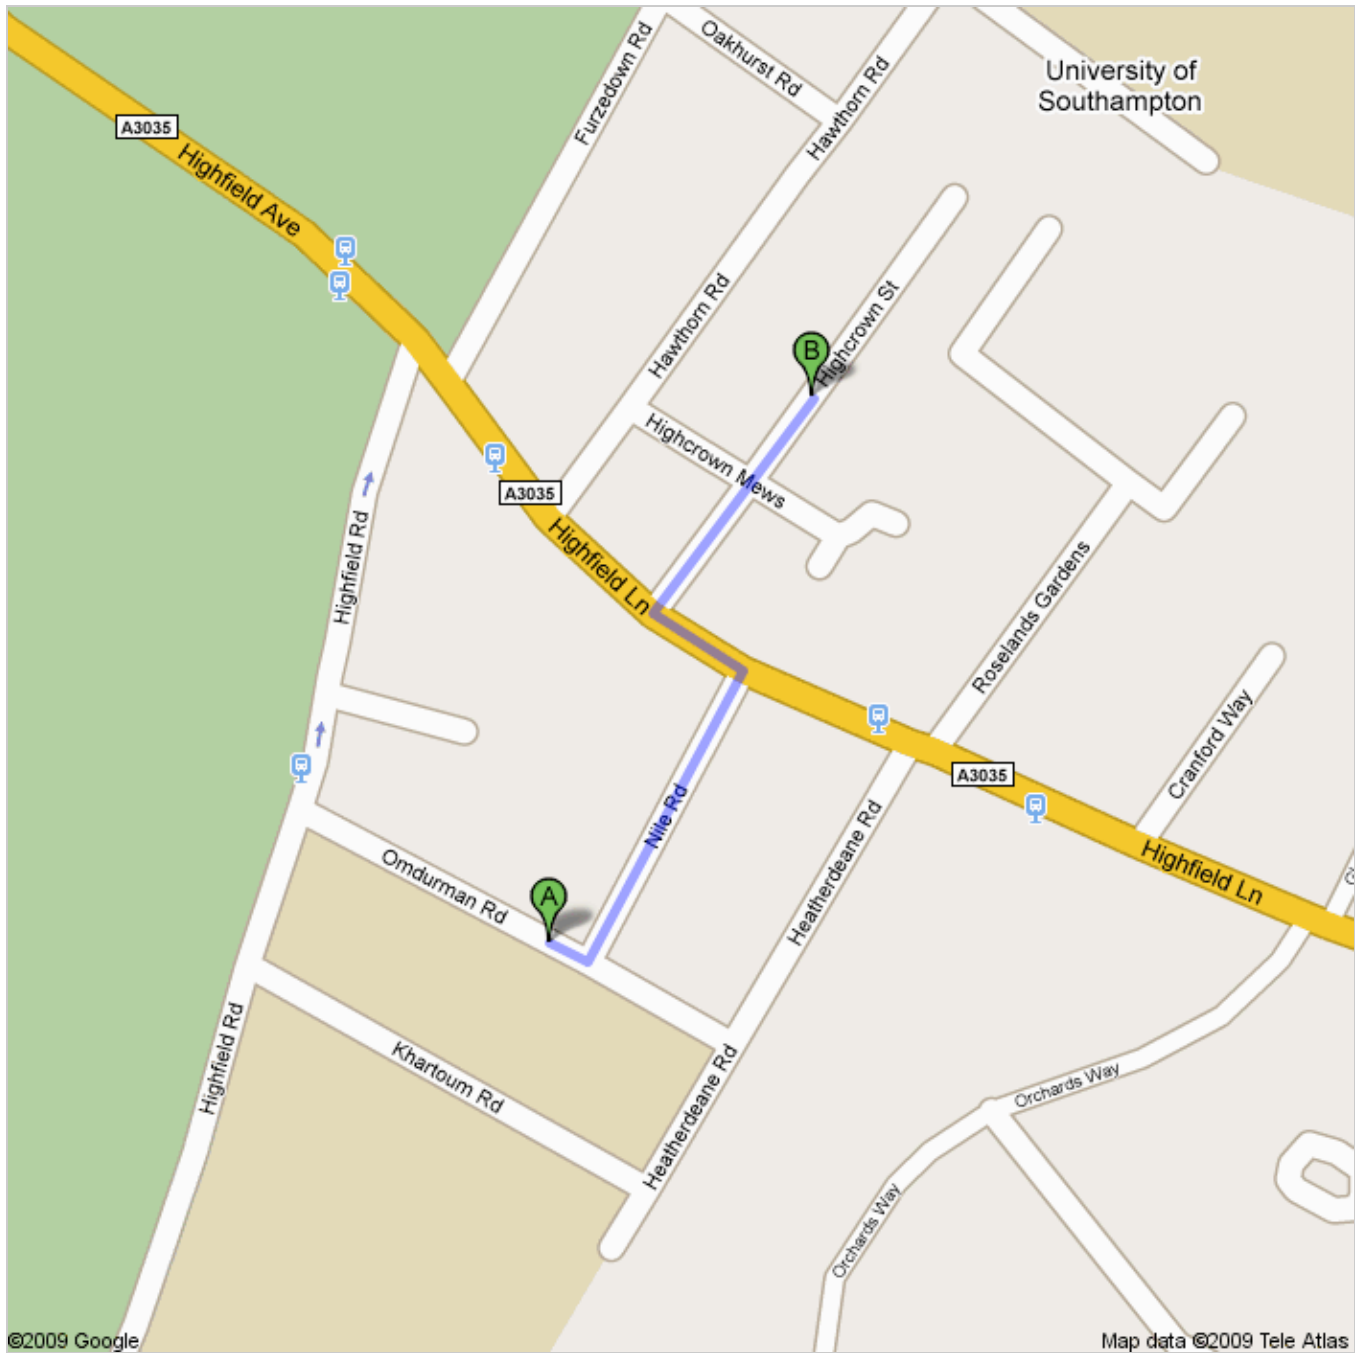 Oakhurst Rd
Furzedown Rd
Hawthorn Rd
University of
Southampton
A3035
Highfield Ave
Hawthorn Rd
Highcrown St
B
Highcrown Mews
A3035
Highfield Ln
Highfield Rd
Roselands Gardens
Cranford Way
A3035
Nile Rd
Heatherdeane Rd
Highfield Ln
Omdurman Rd
A
Highfield Rd
Khartoum Rd
Heatherdeane Rd
Orchards Way
Orchards Way
©2009 Google
Map data ©2009 Tele Atlas